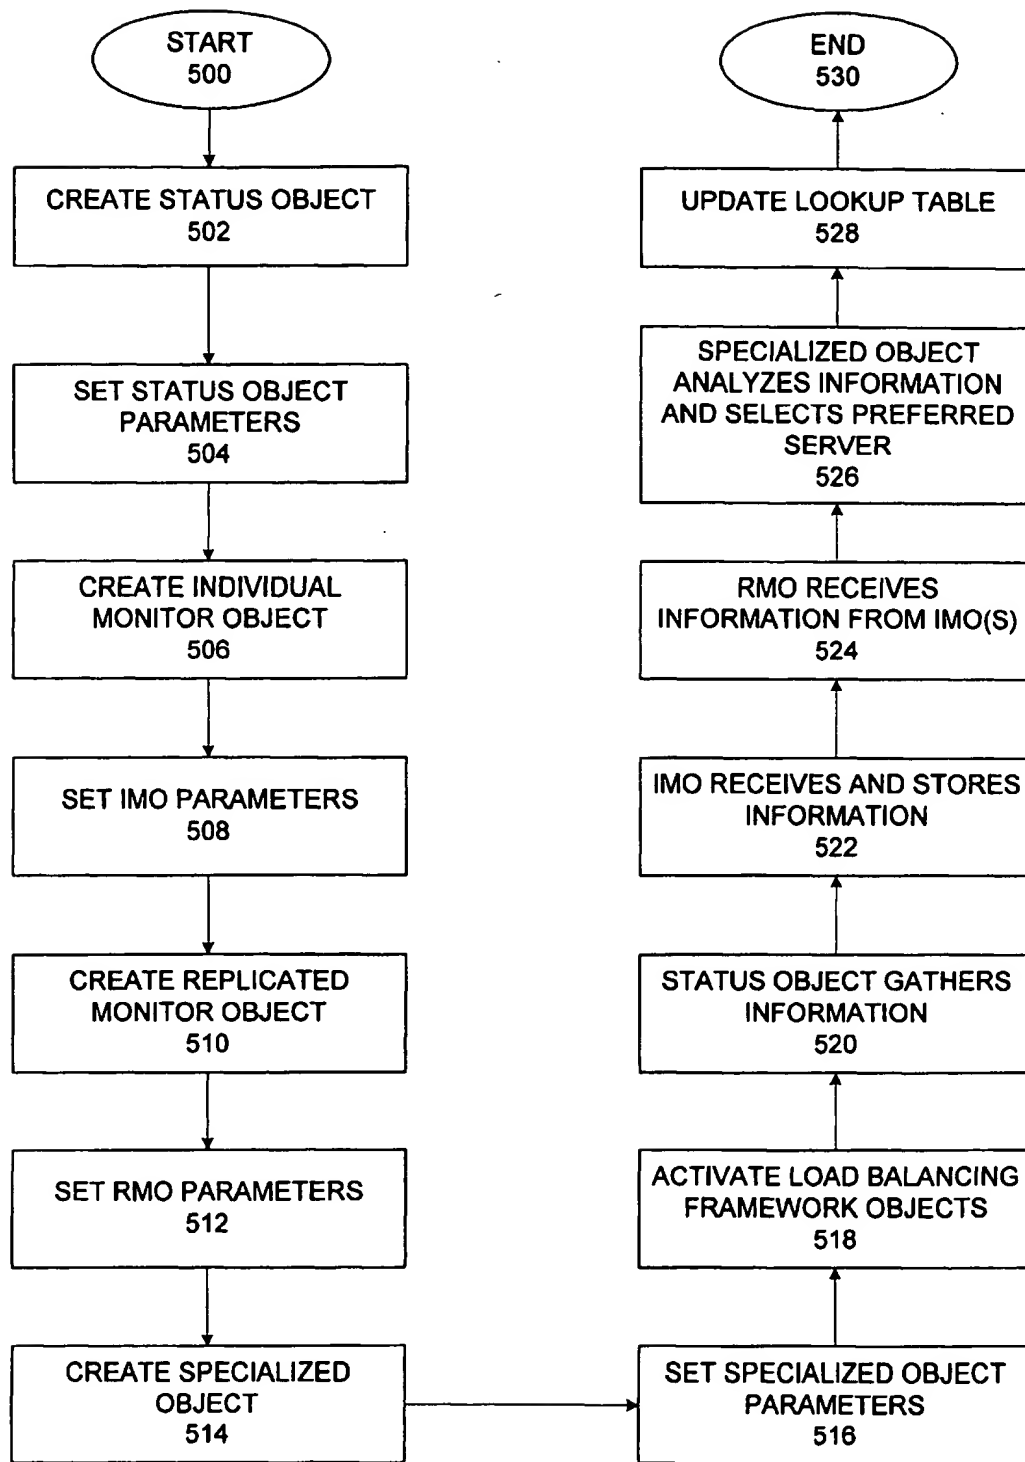 START
500
CREATE STATUS OBJECT
502
SET STATUS OBJECT
PARAMETERS
504
CREATE INDIVIDUAL
MONITOR OBJECT
506
SET IMO PARAMETERS
508
CREATE REPLICATED
MONITOR OBJECT
510
SET RMO PARAMETERS
512
CREATE SPECIALIZED
OBJECT
514
SET SPECIALIZED OBJECT
PARAMETERS
516
ACTIVATE LOAD BALANCING
FRAMEWORK OBJECTS
518
STATUS OBJECT GATHERS
INFORMATION
520
IMO RECEIVES AND STORES
INFORMATION
522
RMO RECEIVES
INFORMATION FROM IMO(S)
524
SPECIALIZED OBJECT
ANALYZES INFORMATION
AND SELECTS PREFERRED
SERVER
526
UPDATE LOOKUP TABLE
528
END
530